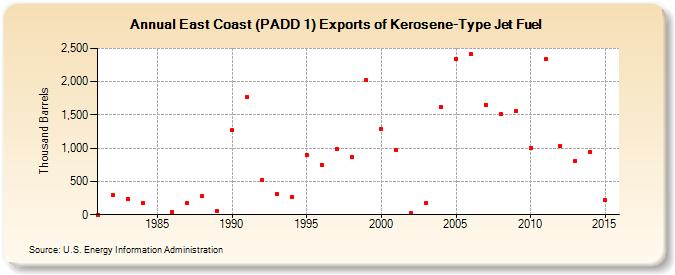 Annual East Coast (PADD 1) Exports of Kerosene-Type Jet Fuel
Thousand Barrels
2,500
2,000
1,500
1,000
500
0
1985 1990 1995 2000 2005 2010 2015
Source: U.S. Energy Information Administration